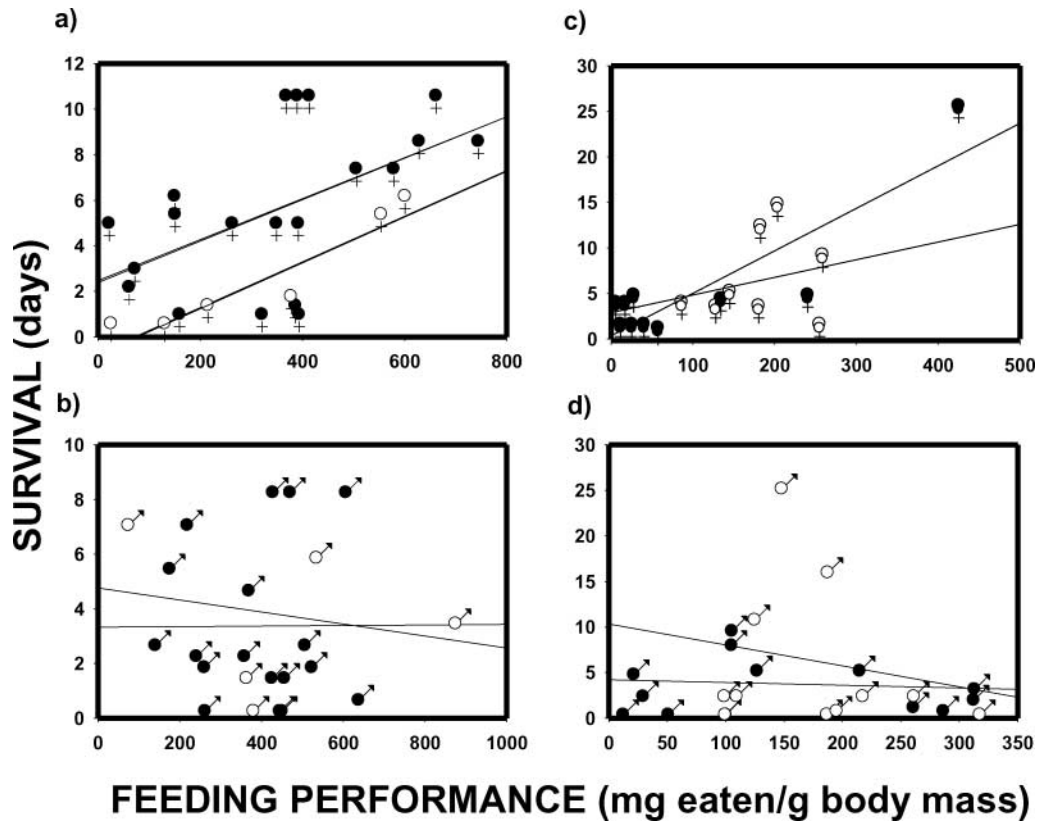 a)
12
10
8
6
4
2
0
0 200 400 600 800
c)
30
25
20
15
10
5
0
0 100 200 300 400 500
b)
10
8
6
4
2
0
0 200 400 600 800 1000
d)
30
25
20
15
10
5
0
0 50 100 150 200 250 300 350
SURVIVAL (days)
FEEDING PERFORMANCE (mg eaten/g body mass)